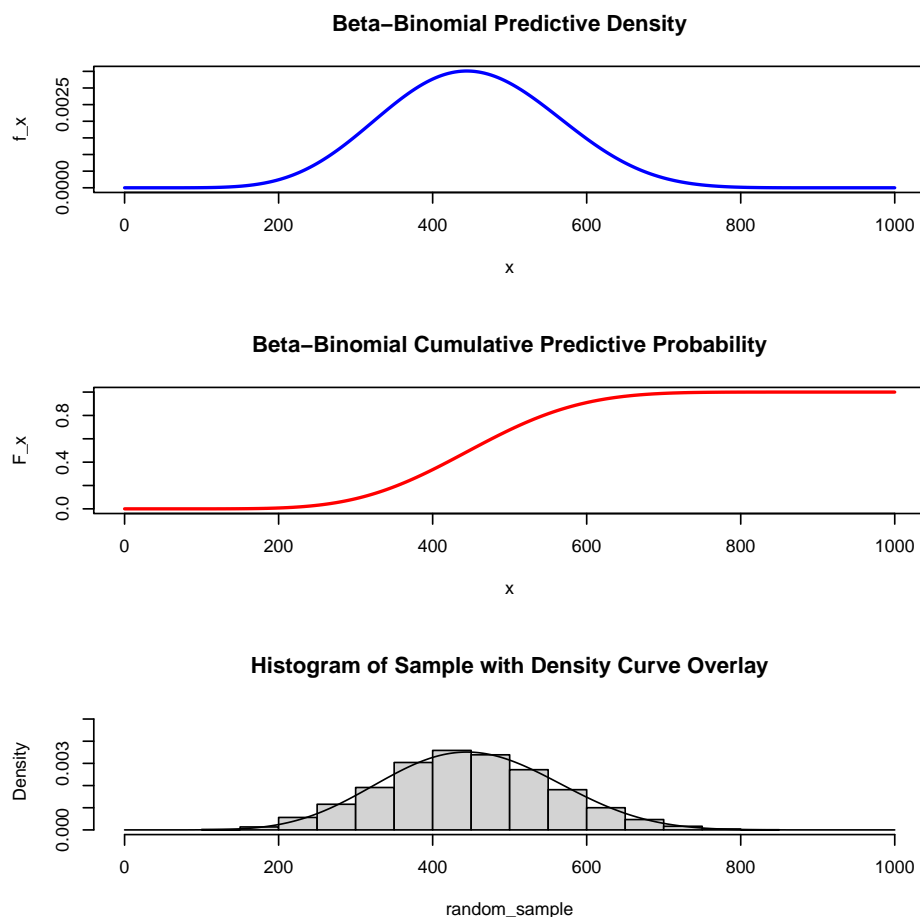 Beta−Binomial Predictive Density
f_x
0.0025
0.0000
0 200 400 600 800 1000
x
Beta−Binomial Cumulative Predictive Probability
F_x
0.8
0.4
0.0
0 200 400 600 800 1000
x
Histogram of Sample with Density Curve Overlay
Density
0.003
0.000
0 200 400 600 800 1000
random_sample